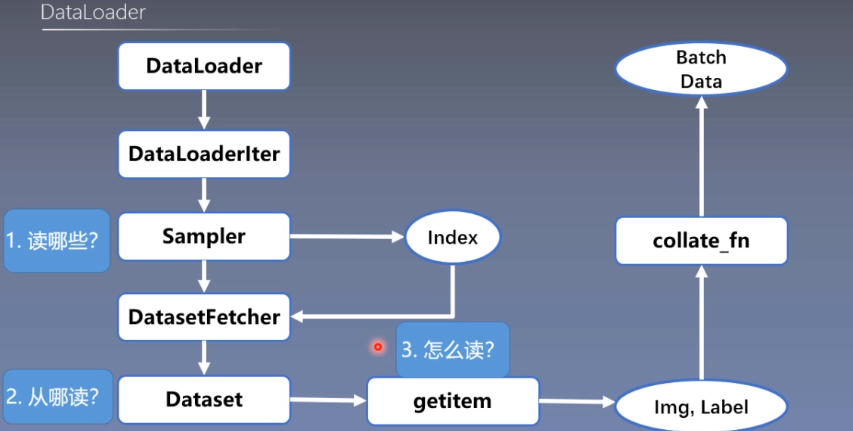 DataLoader
DataLoader
DataLoaderIter
1. 读哪些?
Sampler
Index
DatasetFetcher
2. 从哪读?
Dataset
3. 怎么读?
getitem
Img, Label
collate_fn
Batch
Data